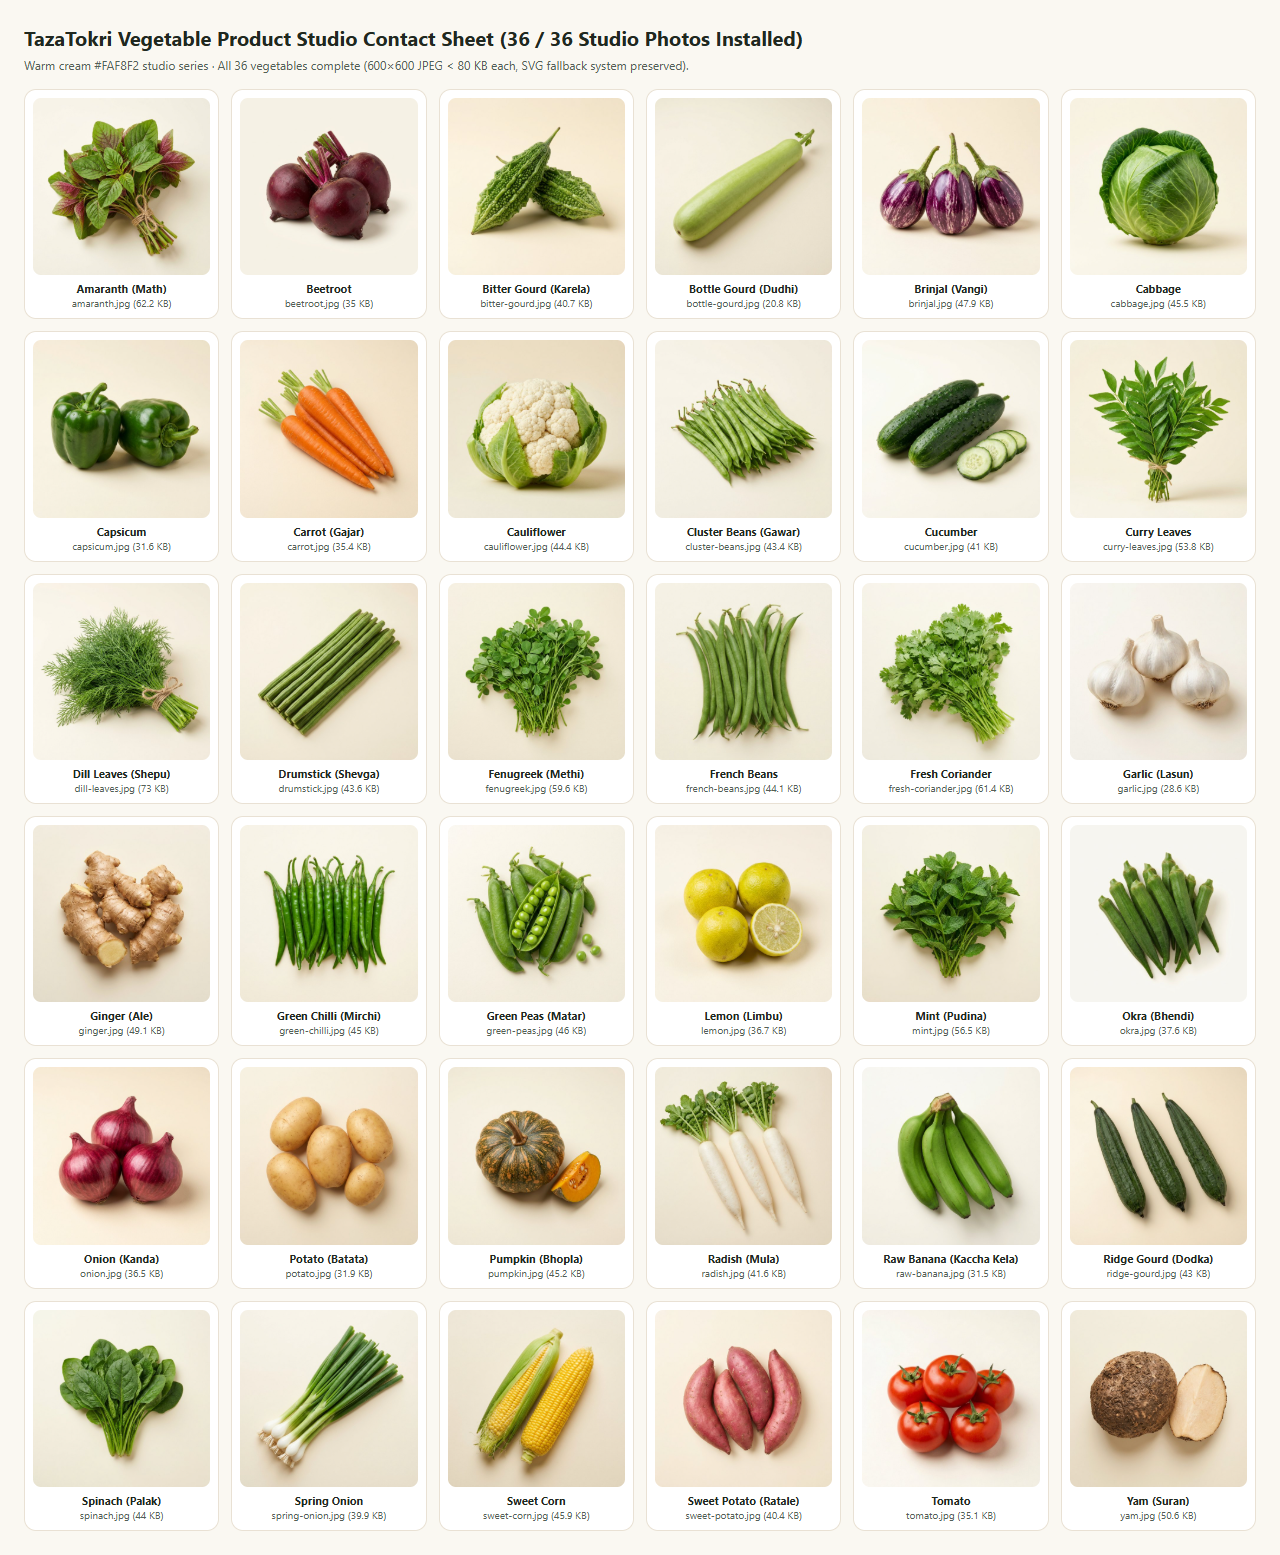 TazaTokri Vegetable Product Studio Contact Sheet (36 / 36 Studio Photos Installed)
Warm cream #FAF8F2 studio series · All 36 vegetables complete (600×600 JPEG < 80 KB each, SVG fallback system preserved).
Amaranth (Math)
amaranth.jpg (62.2 KB)
Beetroot
beetroot.jpg (35 KB)
Bitter Gourd (Karela)
bitter-gourd.jpg (40.7 KB)
Bottle Gourd (Dudhi)
bottle-gourd.jpg (20.8 KB)
Brinjal (Vangi)
brinjal.jpg (47.9 KB)
Cabbage
cabbage.jpg (45.5 KB)
Capsicum
capsicum.jpg (31.6 KB)
Carrot (Gajar)
carrot.jpg (35.4 KB)
Cauliflower
cauliflower.jpg (44.4 KB)
Cluster Beans (Gawar)
cluster-beans.jpg (43.4 KB)
Cucumber
cucumber.jpg (41 KB)
Curry Leaves
curry-leaves.jpg (53.8 KB)
Dill Leaves (Shepu)
dill-leaves.jpg (73 KB)
Drumstick (Shevga)
drumstick.jpg (43.6 KB)
Fenugreek (Methi)
fenugreek.jpg (59.6 KB)
French Beans
french-beans.jpg (44.1 KB)
Fresh Coriander
fresh-coriander.jpg (61.4 KB)
Garlic (Lasun)
garlic.jpg (28.6 KB)
Ginger (Ale)
ginger.jpg (49.1 KB)
Green Chilli (Mirchi)
green-chilli.jpg (45 KB)
Green Peas (Matar)
green-peas.jpg (46 KB)
Lemon (Limbu)
lemon.jpg (36.7 KB)
Mint (Pudina)
mint.jpg (56.5 KB)
Okra (Bhendi)
okra.jpg (37.6 KB)
Onion (Kanda)
onion.jpg (36.5 KB)
Potato (Batata)
potato.jpg (31.9 KB)
Pumpkin (Bhopla)
pumpkin.jpg (45.2 KB)
Radish (Mula)
radish.jpg (41.6 KB)
Raw Banana (Kaccha Kela)
raw-banana.jpg (31.5 KB)
Ridge Gourd (Dodka)
ridge-gourd.jpg (43 KB)
Spinach (Palak)
spinach.jpg (44 KB)
Spring Onion
spring-onion.jpg (39.9 KB)
Sweet Corn
sweet-corn.jpg (45.9 KB)
Sweet Potato (Ratale)
sweet-potato.jpg (40.4 KB)
Tomato
tomato.jpg (35.1 KB)
Yam (Suran)
yam.jpg (50.6 KB)